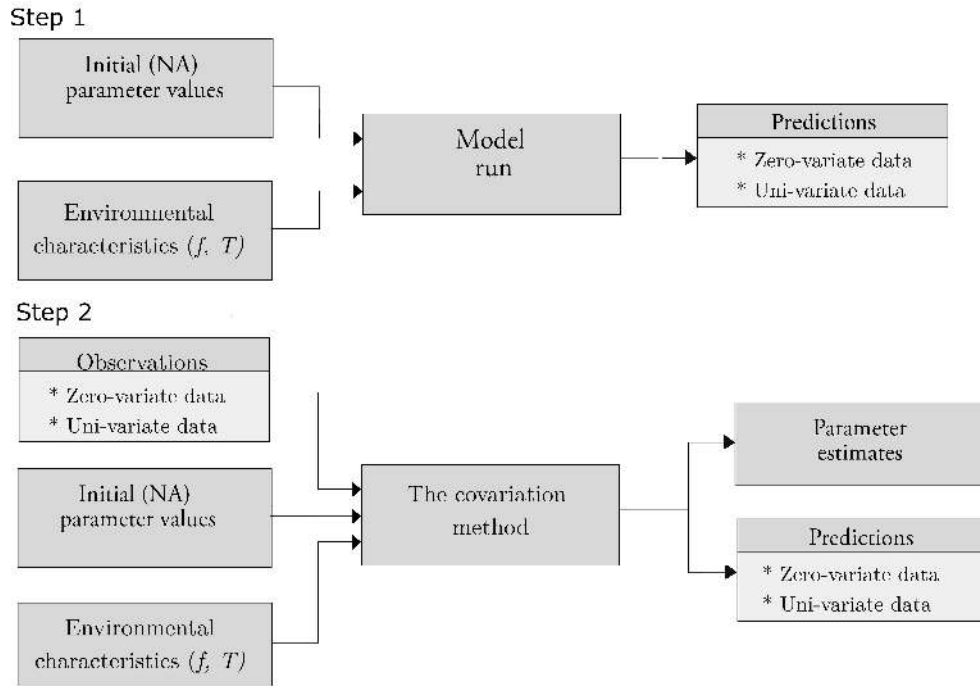 Step 1
Initial (NA)
parameter values
Environmental
characteristics (f, T)
Model
run
Predictions
* Zero-variate data
* Uni-variate data
Step 2
Observations
* Zero-variate data
* Uni-variate data
Initial (NA)
parameter values
Environmental
characteristics (f, T)
The covariation
method
Parameter
estimates
Predictions
* Zero-variate data
* Uni-variate data